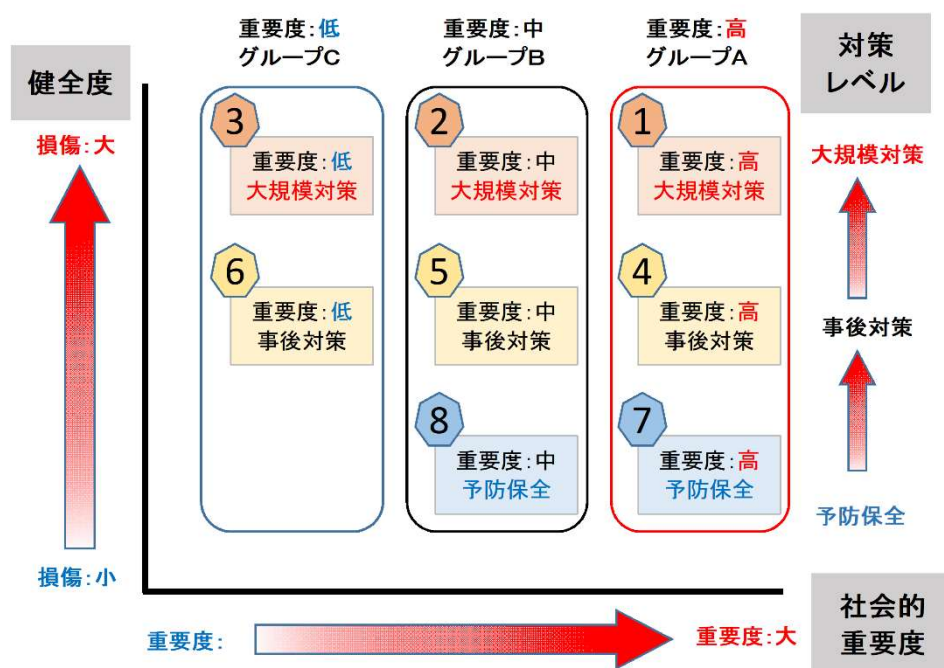 重要度:低
グループC
重要度:中
グループB
重要度:高
グループA
健全度
対策
レベル
損傷:大
大規模対策
3
重要度:低
大規模対策
2
重要度:中
大規模対策
1
重要度:高
大規模対策
6
重要度:低
事後対策
5
重要度:中
事後対策
4
重要度:高
事後対策
事後対策
8
重要度:中
予防保全
7
重要度:高
予防保全
予防保全
損傷:小
重要度:
重要度:大
社会的
重要度